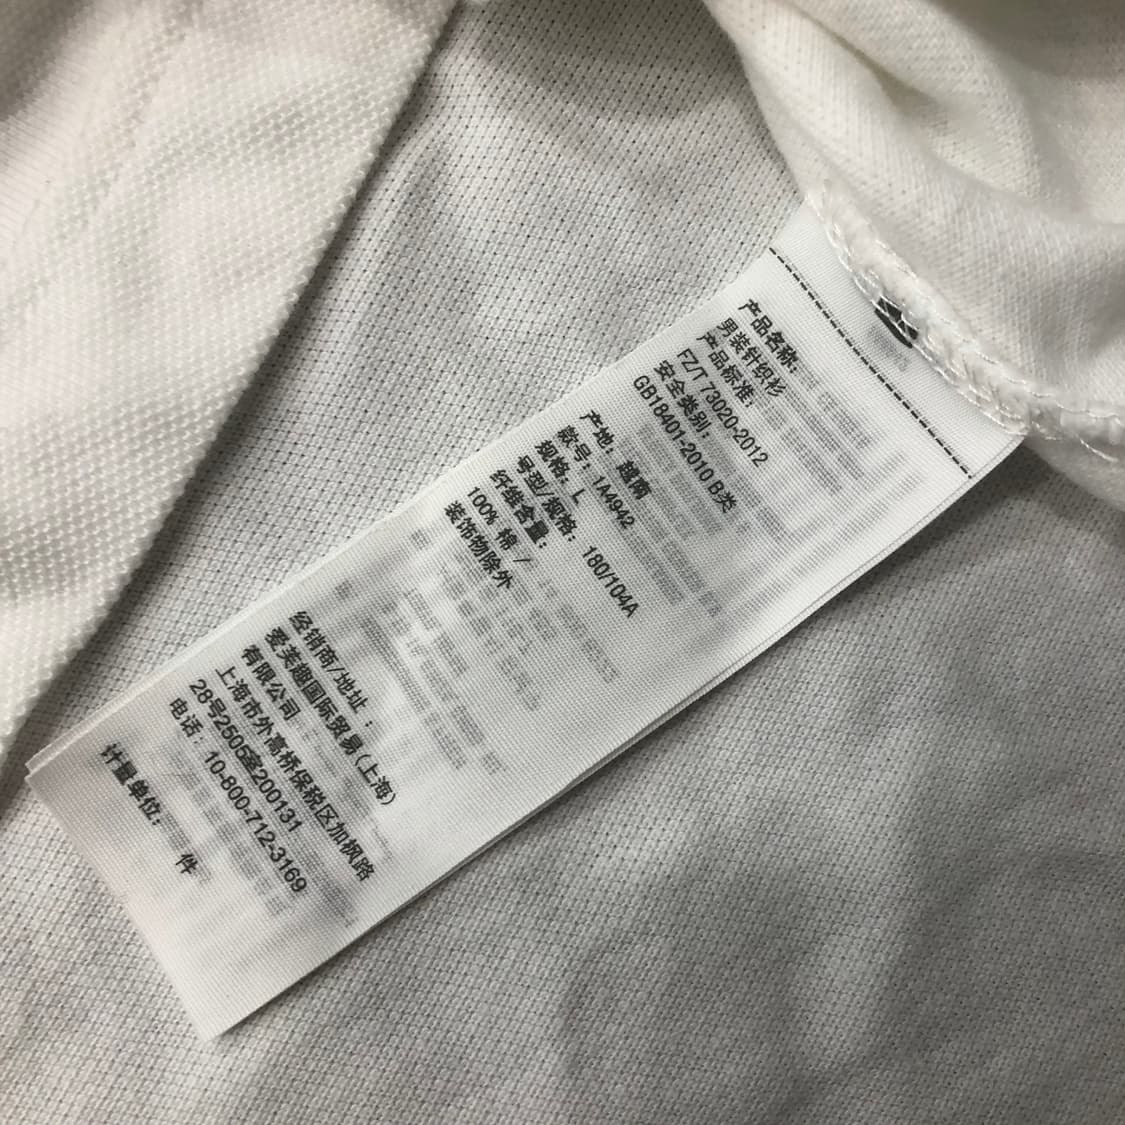 产品名称:
男装针织衫
产品标准:
FZ/T 73020-2012
安全类别:
GB18401-2010 B类
产地: 越南
款号: 1A4942
规格: L
号型/规格: 180/104A
纤维含量:
100% 棉 /
装饰物除外
经销商/地址 :
爱芙趣国际贸易(上海)
有限公司
上海市外高桥保税区加枫路
28号2505室200131
电话: 10-800-712-3169
计量单位: 件